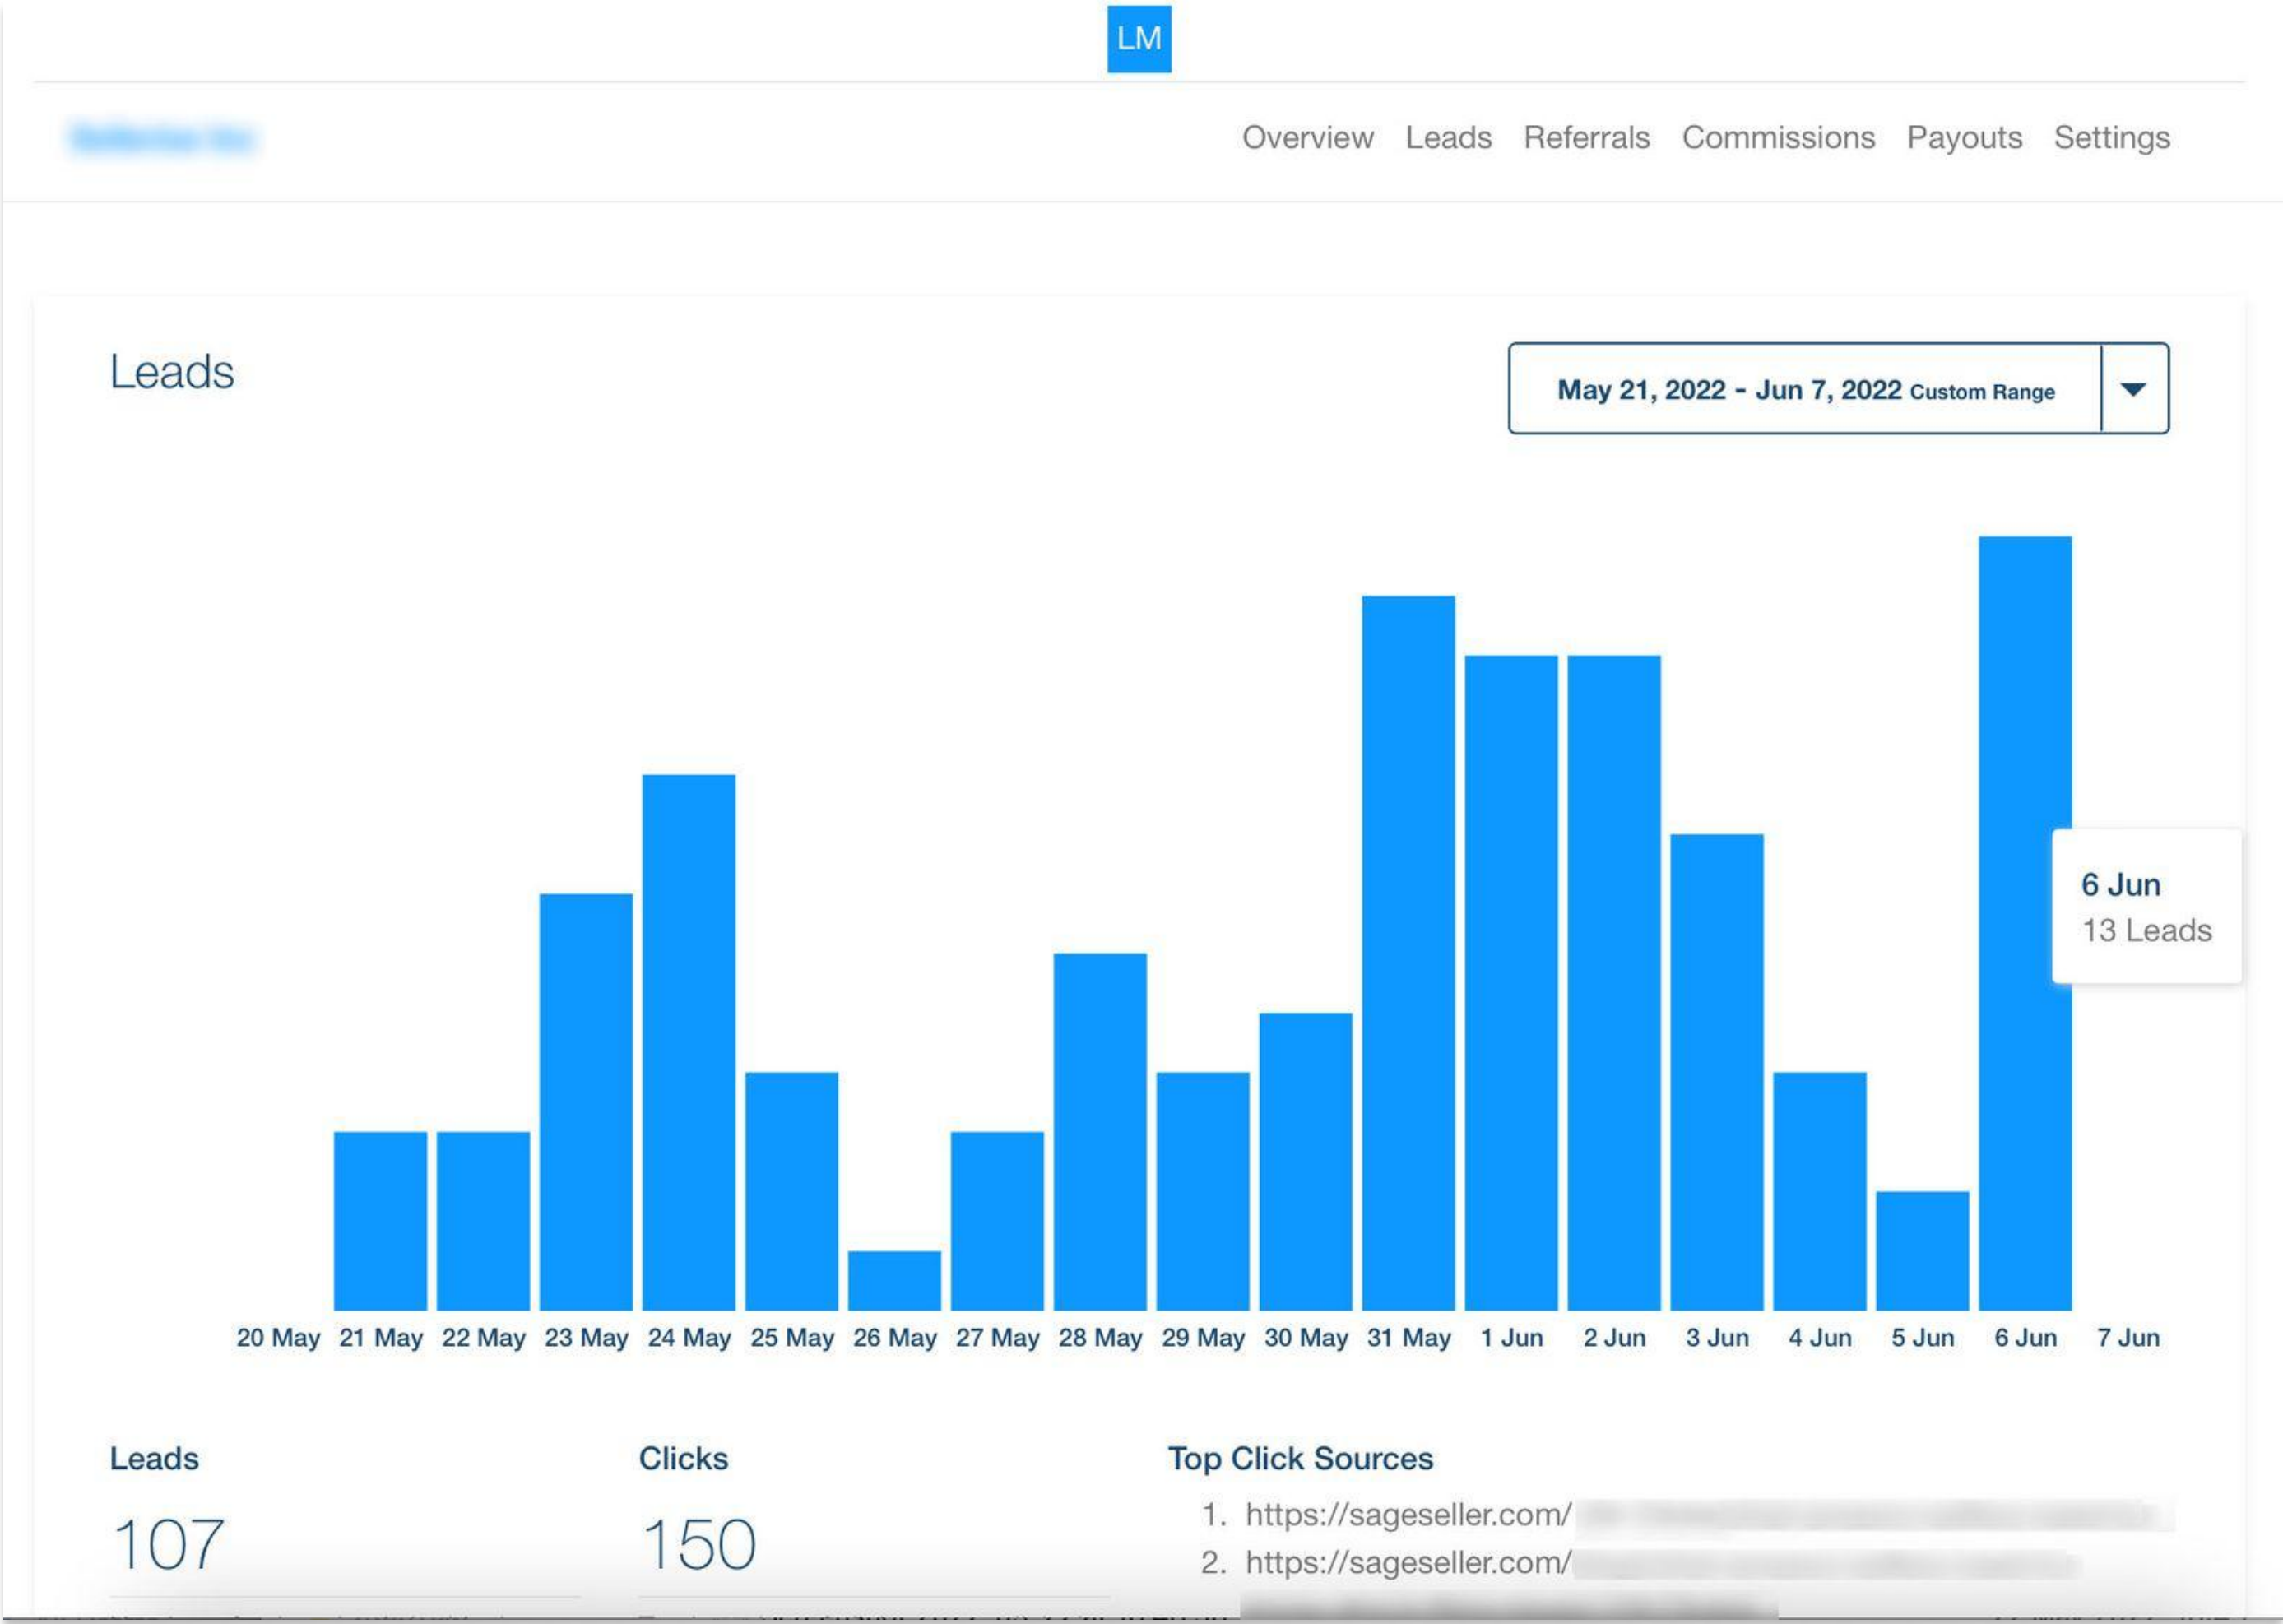 LM
Overview Leads Referrals Commissions Payouts Settings
Leads
May 21, 2022 - Jun 7, 2022 Custom Range
6 Jun
13 Leads
20 May 21 May 22 May 23 May 24 May 25 May 26 May 27 May 28 May 29 May 30 May 31 May 1 Jun 2 Jun 3 Jun 4 Jun 5 Jun 6 Jun 7 Jun
Leads
107
Clicks
150
Top Click Sources
1. https://sageseller.com/
2. https://sageseller.com/